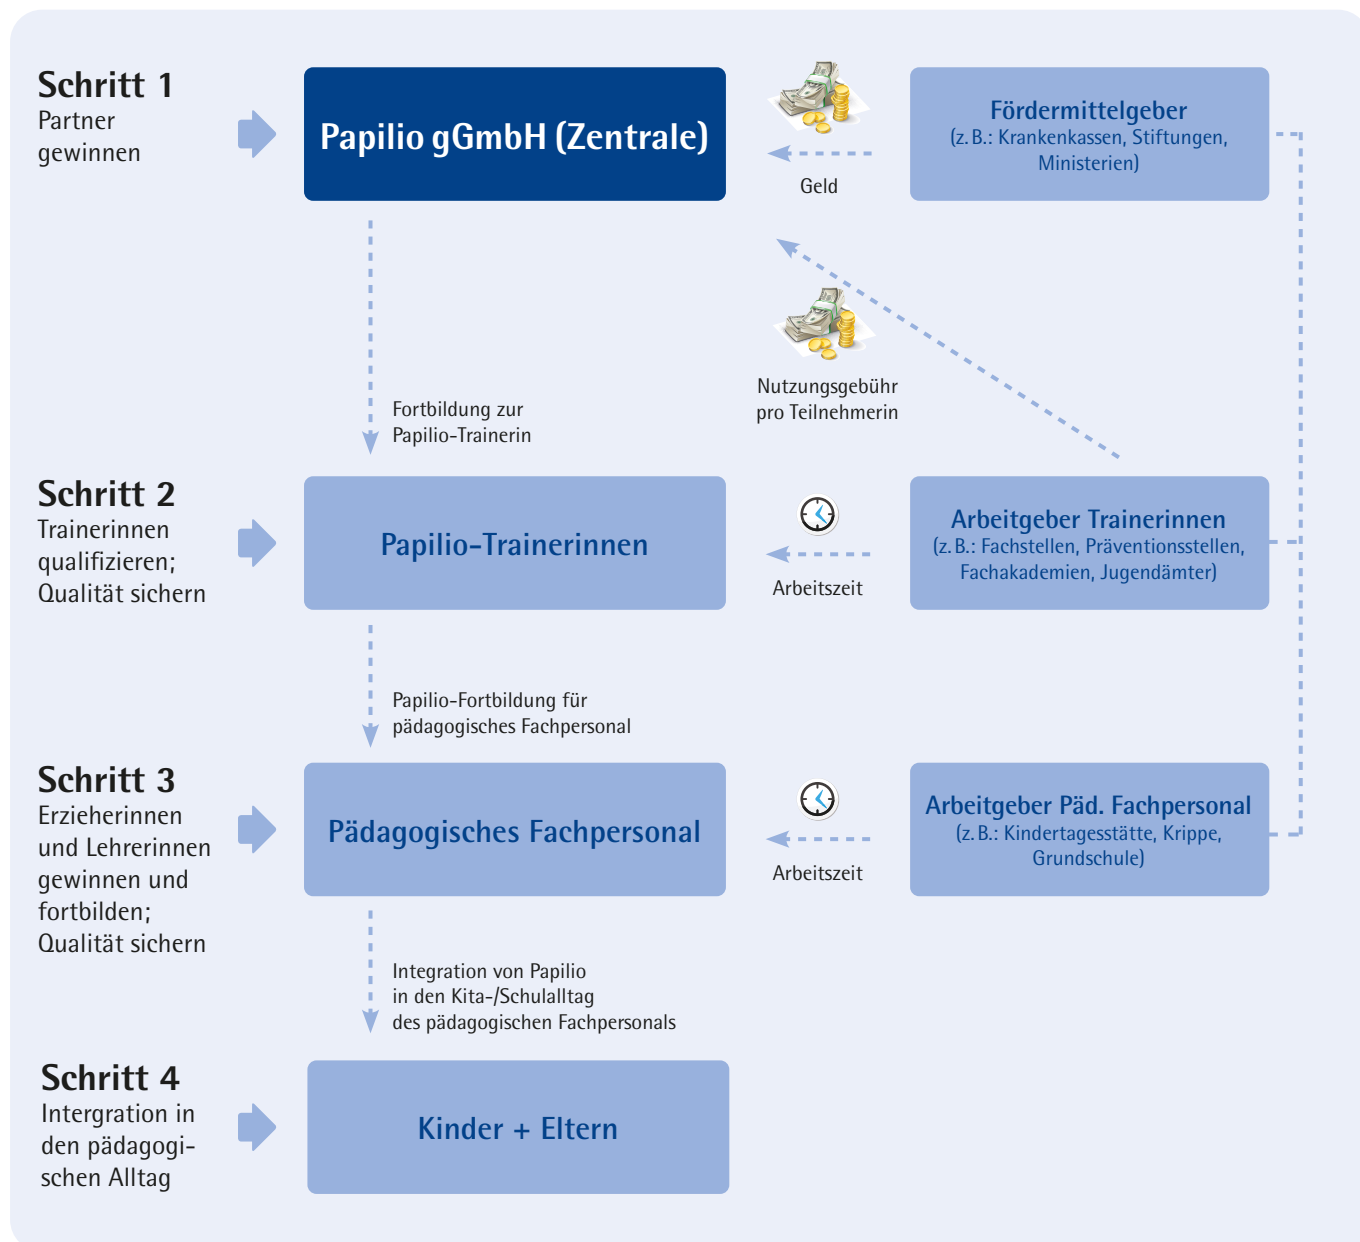 Schritt 1
Partner
gewinnen
Papilio gGmbH (Zentrale)
Geld
Fördermittelgeber
(z. B.: Krankenkassen, Stiftungen,
Ministerien)
Nutzungsgebühr
pro Teilnehmerin
Fortbildung zur
Papilio-Trainerin
Schritt 2
Trainerinnen
qualifizieren;
Qualität sichern
Papilio-Trainerinnen
Arbeitszeit
Arbeitgeber Trainerinnen
(z. B.: Fachstellen, Präventionsstellen,
Fachakademien, Jugendämter)
Papilio-Fortbildung für
pädagogisches Fachpersonal
Schritt 3
Erzieherinnen
und Lehrerinnen
gewinnen und
fortbilden;
Qualität sichern
Pädagogisches Fachpersonal
Arbeitszeit
Arbeitgeber Päd. Fachpersonal
(z. B.: Kindertagesstätte, Krippe,
Grundschule)
Integration von Papilio
in den Kita-/Schulalltag
des pädagogischen Fachpersonals
Schritt 4
Intergration in
den pädagogi-
schen Alltag
Kinder + Eltern